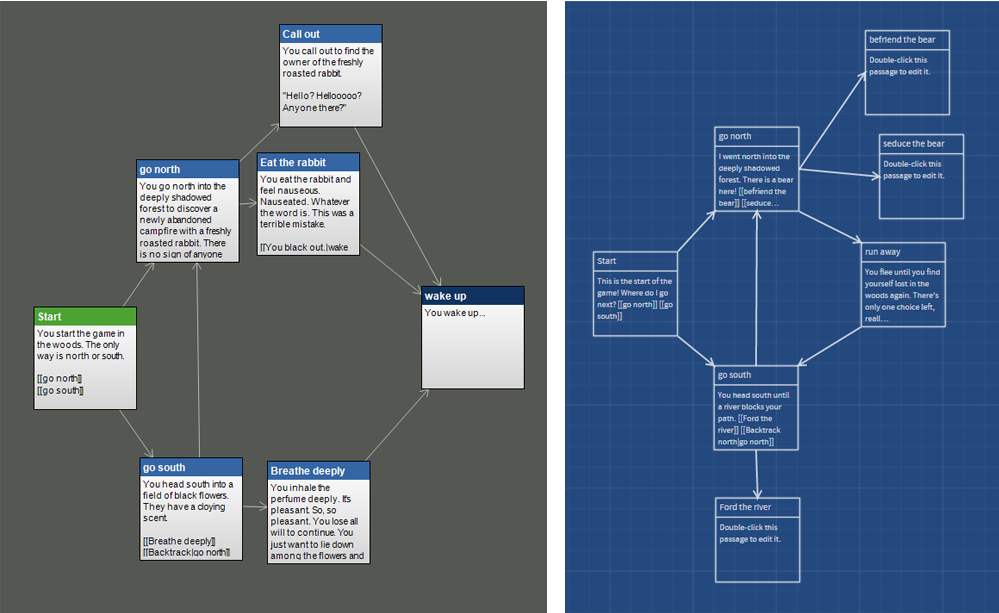 Call out
You call out to find the
owner of the freshly
roasted rabbit.
"Hello? Hellooooo?
Anyone there?"
go north
You go north into the
deeply shadowed
forest to discover a
newly abandoned
campfire with a freshly
roasted rabbit. There
is no sign of anyone
Eat the rabbit
You eat the rabbit and
feel nauseous.
Nauseated. Whatever
the word is. This was a
terrible mistake.
[[You black out.|wake
wake up
You wake up...
Start
You start the game in
the woods. The only
way is north or south.
[[go north]]
[[go south]]
go south
You head south into a
field of black flowers.
They have a cloying
scent.
[[Breathe deeply]]
[[Backtrack|go north]]
Breathe deeply
You inhale the
perfume deeply. It's
pleasant. So, so
pleasant. You lose all
will to continue. You
just want to lie down
among the flowers and
befriend the bear
Double-click this
passage to edit it.
go north
I went north into the
deeply shadowed
forest. There is a bear
here! [[befriend the
bear]] [[seduce...
seduce the bear
Double-click this
passage to edit it.
Start
This is the start of the
game! Where do I go
next? [[go north]] [[go
south]]
run away
You flee until you find
yourself lost in the
woods again. There's
only one choice left,
reall...
go south
You head south until
a river blocks your
path. [[Ford the
river]] [[Backtrack
north|go north]]
Ford the river
Double-click this
passage to edit it.